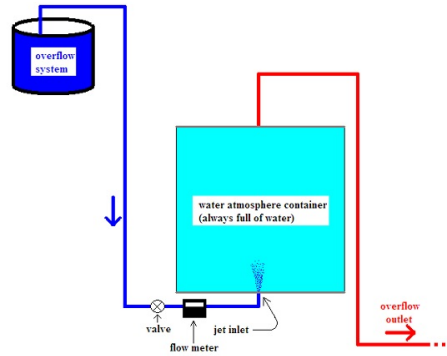 overflow
system
water atmosphere container
(always full of water)
valve
flow meter
jet inlet
overflow
outlet